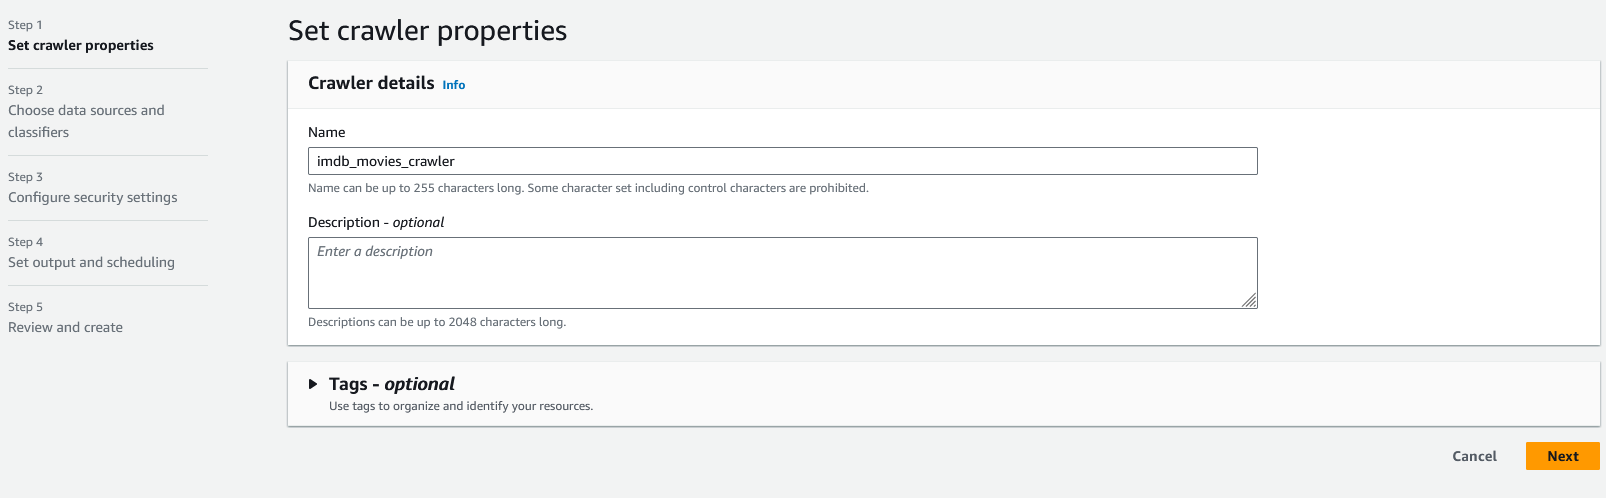 Step 1
Set crawler properties
Step 2
Choose data sources and
classifiers
Step 3
Configure security settings
Step 4
Set output and scheduling
Step 5
Review and create
Set crawler properties
Crawler details Info
Name
imdb_movies_crawler
Name can be up to 255 characters long. Some character set including control characters are prohibited.
Description - optional
Enter a description
Descriptions can be up to 2048 characters long.
Tags - optional
Use tags to organize and identify your resources.
Cancel Next